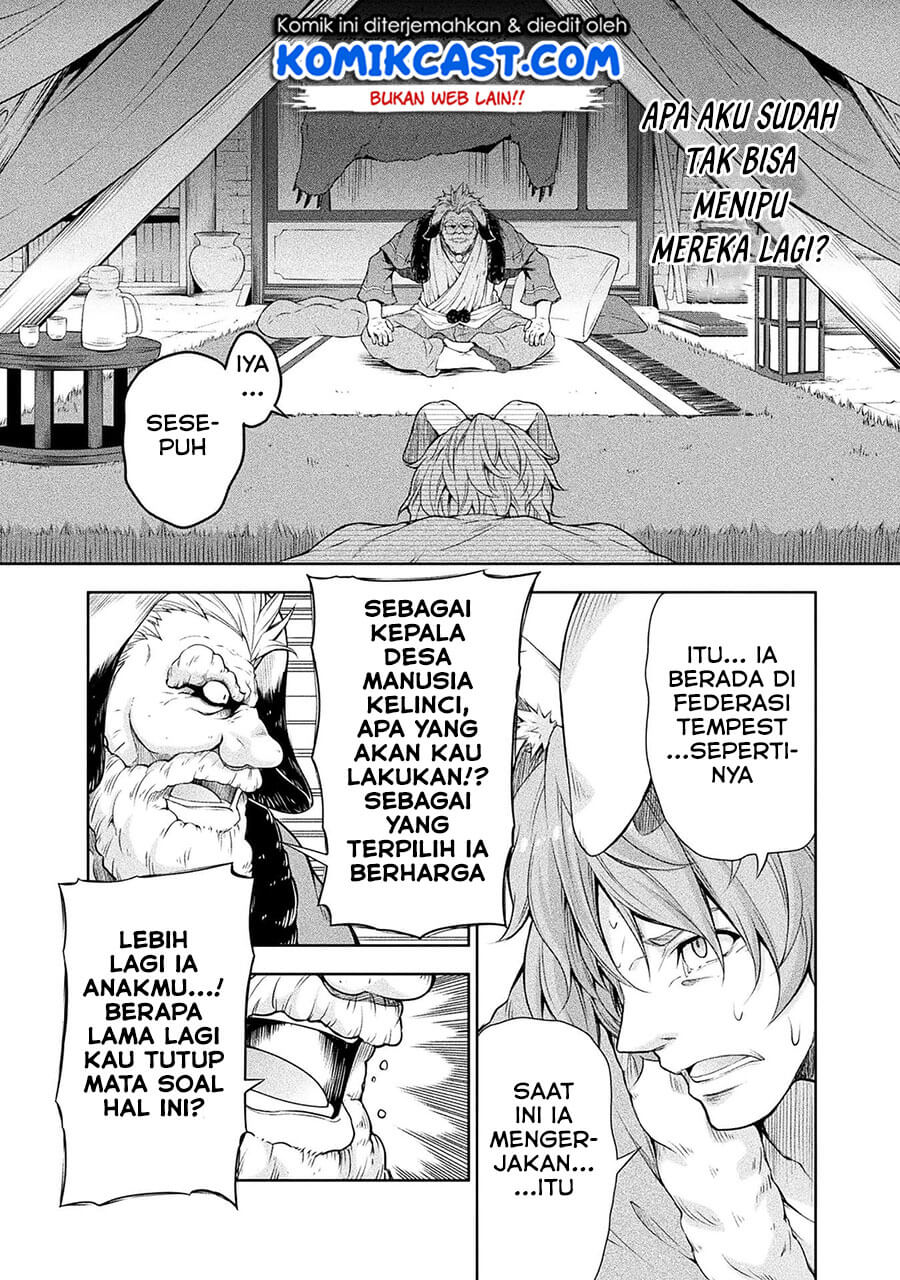 Komik ini diterjemahkan & diedit oleh
KOMIKCAST.COM
BUKAN WEB LAIN!!
APA AKU SUDAH
TAK BISA
MENIPU
MEREKA LAGI?
IYA
...
SESE-
PUH
ITU... IA
BERADA DI
FEDERASI
TEMPEST
...SEPERTI-
NYA
SAAT
INI IA
MENGER-
JAKAN...
...ITU
SEBAGAI
KEPALA
DESA
MANUSIA
KELINCI,
APA YANG
AKAN KAU
LAKUKAN!?
SEBAGAI
YANG
TERPILIH IA
BERHARGA
LEBIH
LAGI IA
ANAKMU...!
BERAPA
LAMA LAGI
KAU TUTUP
MATA SOAL
HAL INI?